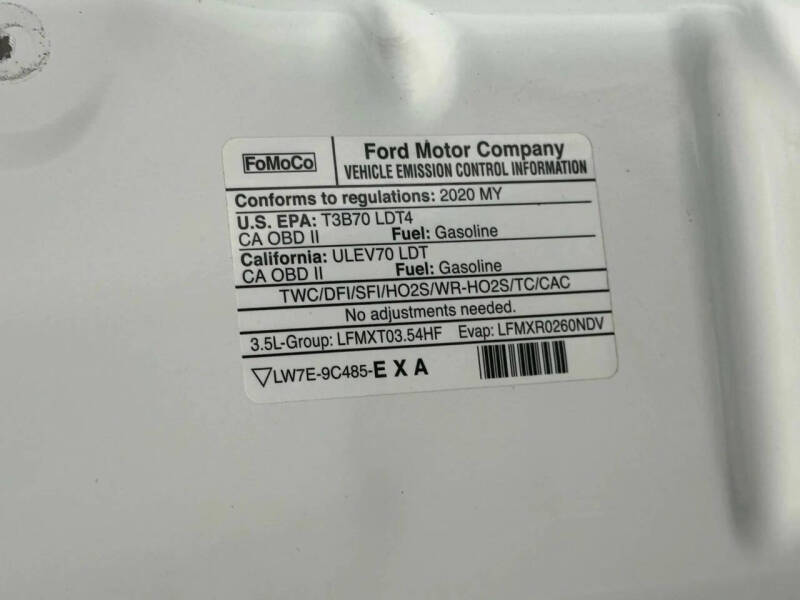 FoMoCo
Ford Motor Company
VEHICLE EMISSION CONTROL INFORMATION
Conforms to regulations: 2020 MY
U.S. EPA: T3B70 LDT4
CA OBD II Fuel: Gasoline
California: ULEV70 LDT
CA OBD II Fuel: Gasoline
TWC/DFI/SFI/HO2S/WR-HO2S/TC/CAC
No adjustments needed.
3.5L-Group: LFMXT03.54HF Evap: LFMXR0260NDV
▽LW7E-9C485-E X A